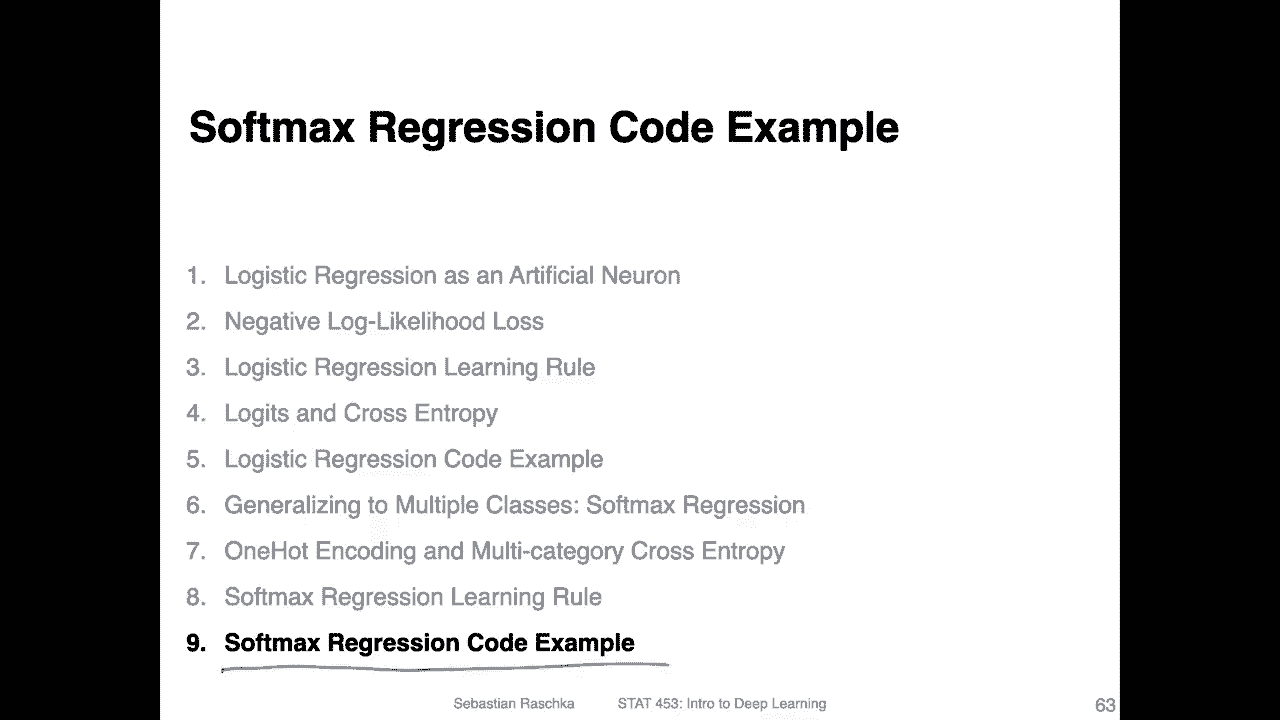 Softmax Regression Code Example
1. Logistic Regression as an Artificial Neuron
2. Negative Log-Likelihood Loss
3. Logistic Regression Learning Rule
4. Logits and Cross Entropy
5. Logistic Regression Code Example
6. Generalizing to Multiple Classes: Softmax Regression
7. OneHot Encoding and Multi-category Cross Entropy
8. Softmax Regression Learning Rule
9. Softmax Regression Code Example
Sebastian Raschka STAT 453: Intro to Deep Learning 63